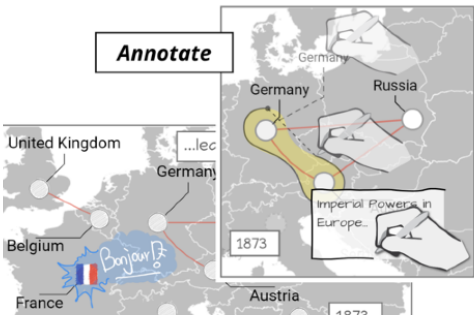 Annotate
Germany
Germany
Russia
Imperial Powers in
Europe...
1873
United Kingdom
...lec
Germany
Belgium
Bonjour
France
Austria
1873